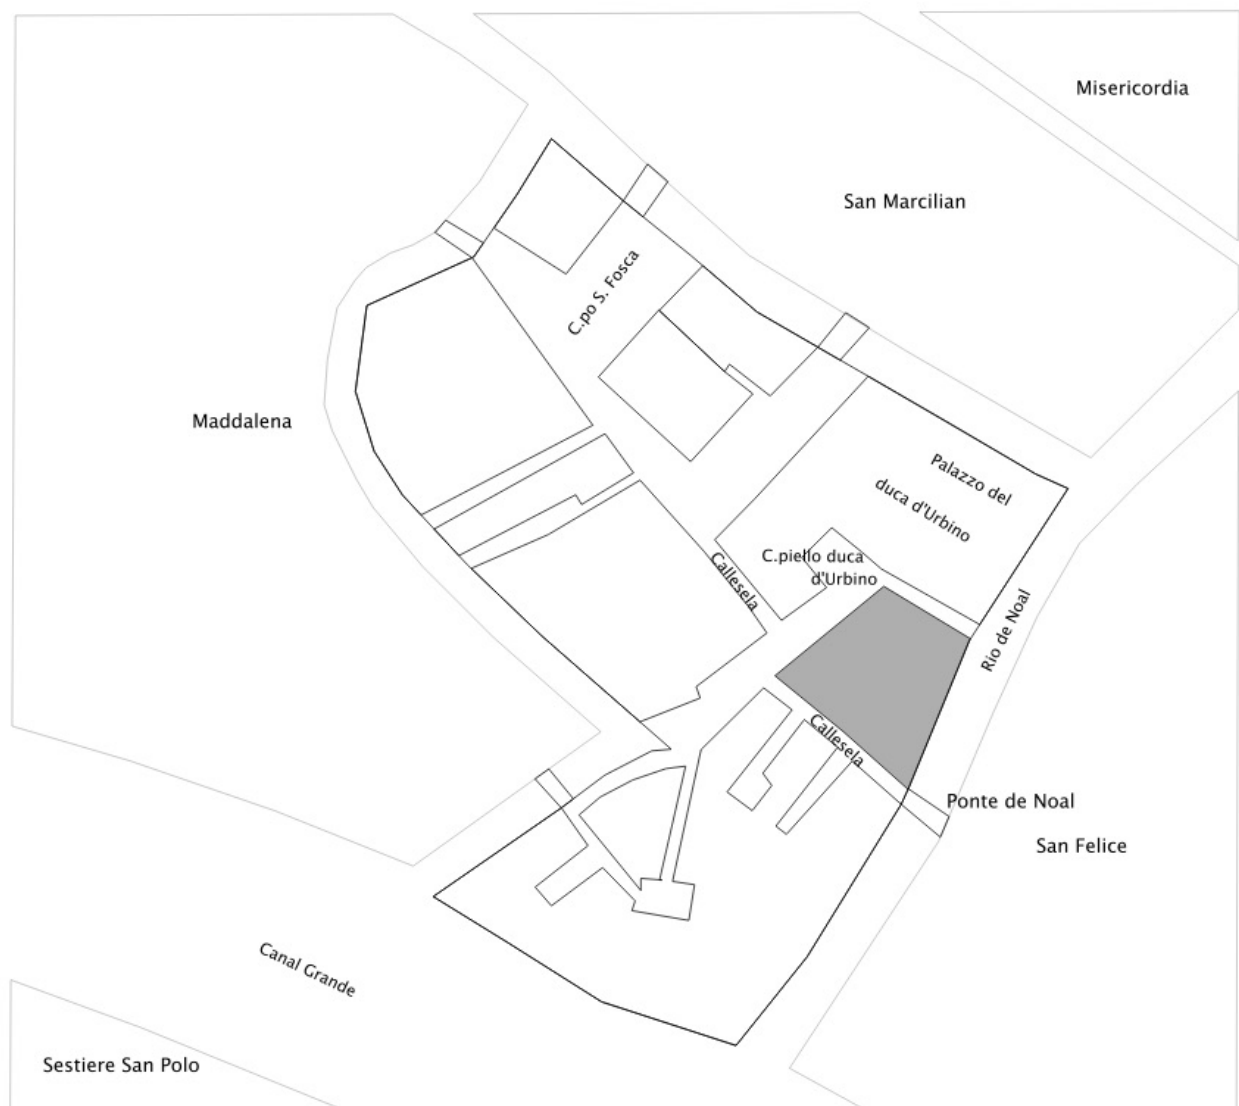 Misericordia
San Marcilian
C.po S. Fosca
Maddalena
Palazzo del
duca d'Urbino
C.piello duca
d'Urbino
Callesela
Rio de Noal
Callesela
Ponte de Noal
San Felice
Canal Grande
Sestiere San Polo